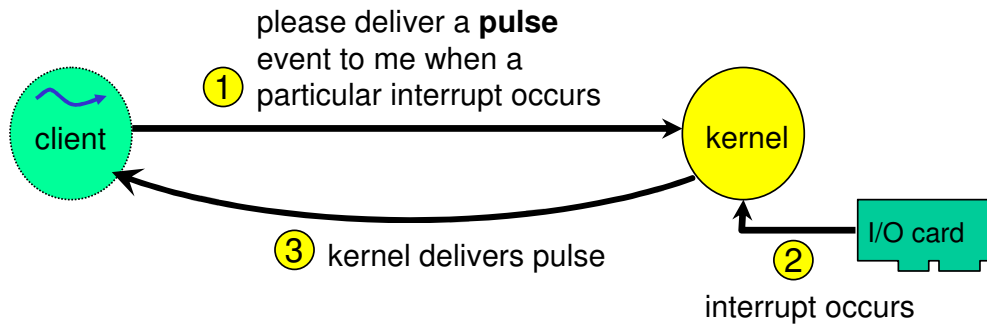 please deliver a pulse
event to me when a
1
particular interrupt occurs
client
kernel
I/O card
3
kernel delivers pulse
2
interrupt occurs